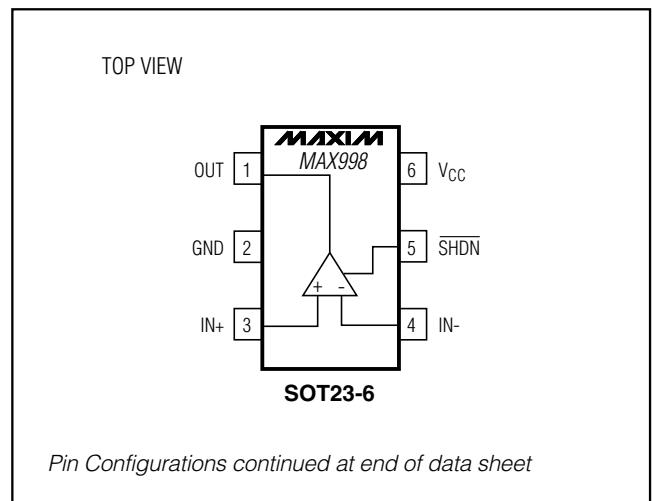 TOP VIEW
MAXIM
MAX998
OUT 1
6 VCC
GND 2
5 SHDN
+ -
IN+ 3
4 IN-
SOT23-6
Pin Configurations continued at end of data sheet